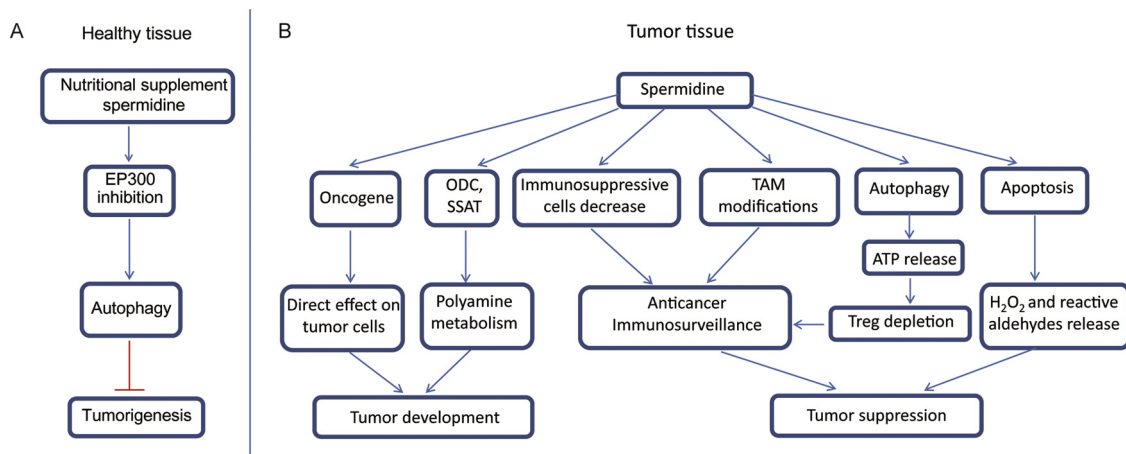 A
Healthy tissue
Nutritional supplement
spermidine
EP300
inhibition
Autophagy
Tumorigenesis
B
Tumor tissue
Spermidine
Oncogene
ODC,
SSAT
Immunosuppressive
cells decrease
TAM
modifications
Autophagy
Apoptosis
ATP release
Direct effect on
tumor cells
Polyamine
metabolism
Anticancer
Immunosurveillance
Treg depletion
H₂O₂ and reactive
aldehydes release
Tumor development
Tumor suppression